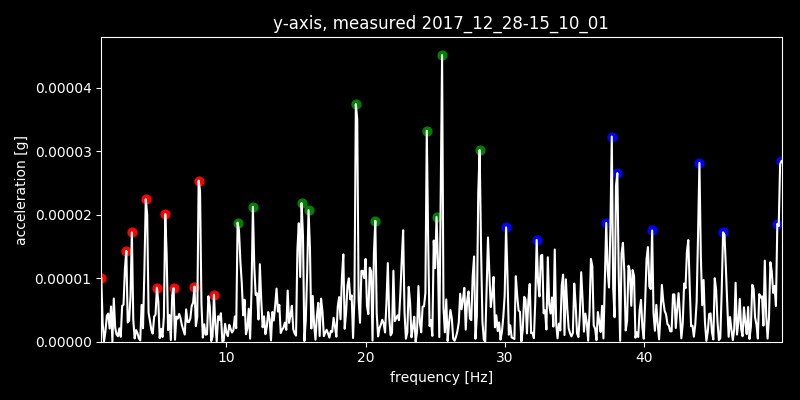 y-axis, measured 2017_12_28-15_10_01
acceleration [g]
0.00004
0.00003
0.00002
0.00001
0.00000
10 20 30 40
frequency [Hz]